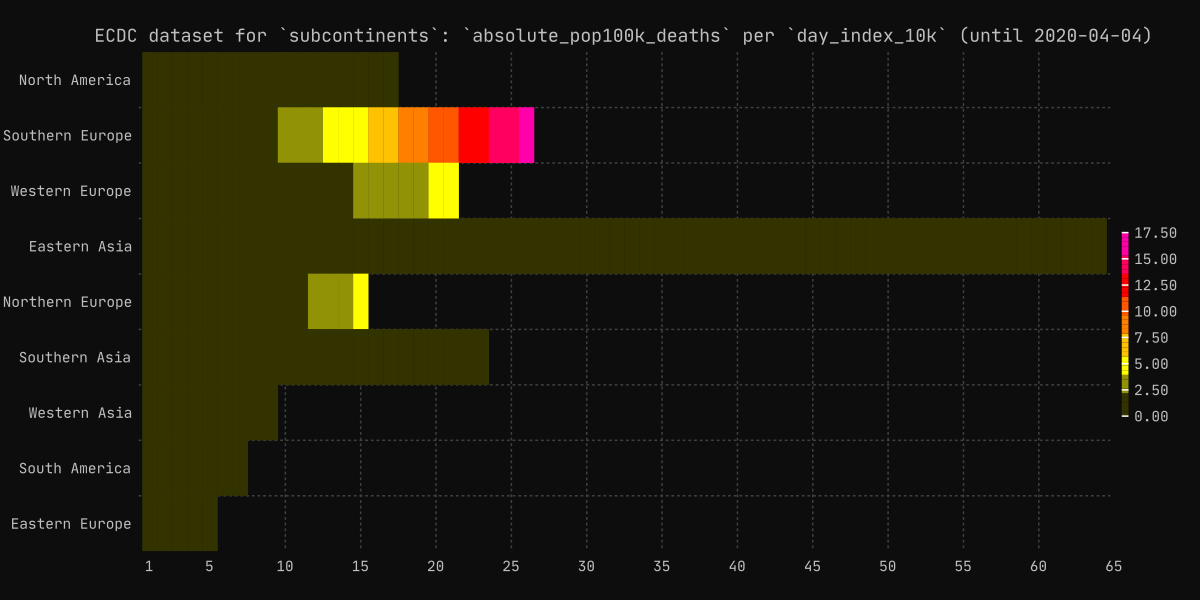 ECDC dataset for `subcontinents`: `absolute_pop100k_deaths` per `day_index_10k` (until 2020-04-04)
North America
Southern Europe
Western Europe
Eastern Asia
Northern Europe
Southern Asia
Western Asia
South America
Eastern Europe
17.50
15.00
12.50
10.00
7.50
5.00
2.50
0.00
1 5 10 15 20 25 30 35 40 45 50 55 60 65